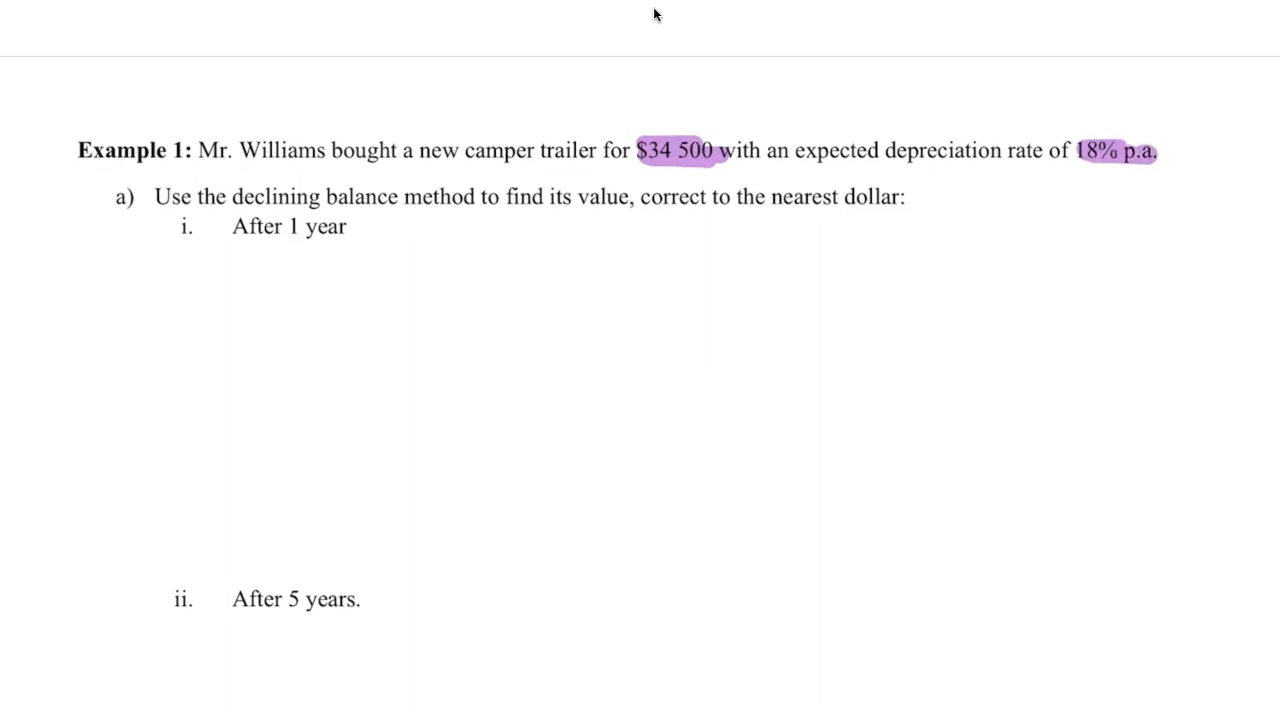 Example 1: Mr. Williams bought a new camper trailer for $34 500 with an expected depreciation rate of 18% p.a.
a) Use the declining balance method to find its value, correct to the nearest dollar:
i. After 1 year
ii. After 5 years.